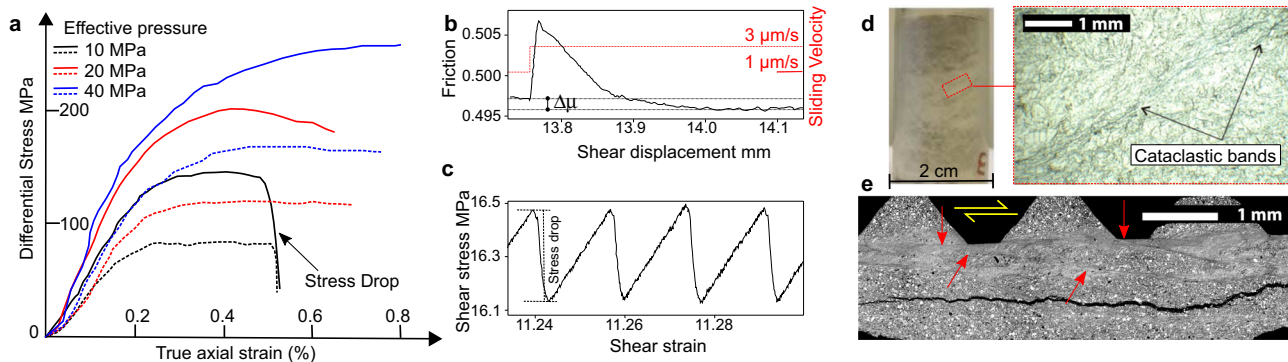 a
Effective pressure
10 MPa
20 MPa
40 MPa
Differential Stress MPa
200
100
0
0.2
0.4
0.6
0.8
True axial strain (%)
Stress Drop
b
Friction
0.505
0.500
0.495
3 μm/s
1 μm/s
Sliding Velocity
Δμ
13.8
13.9
14.0
14.1
Shear displacement mm
c
Shear stress MPa
16.5
16.3
16.1
Stress drop
11.24
11.26
11.28
Shear strain
d
2 cm
1 mm
Cataclastic bands
e
1 mm